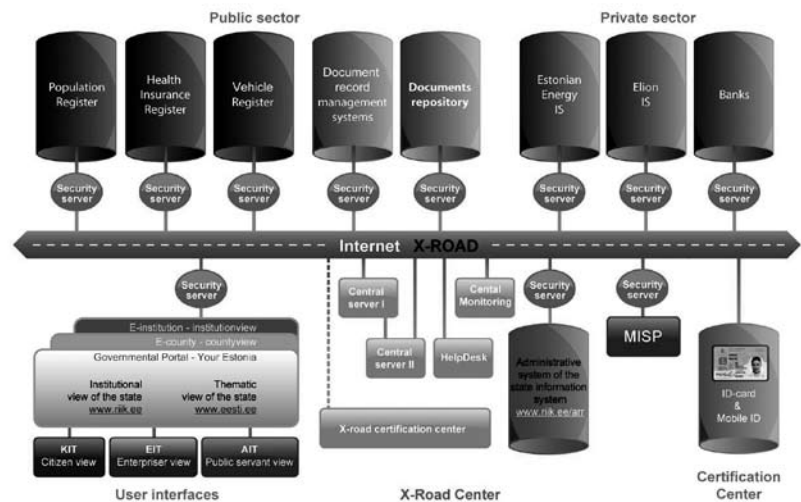 Public sector
Private sector
Population
Register
Health
Insurance
Register
Vehicle
Register
Document
record
management
systems
Documents
repository
Estonian
Energy
IS
Elion
IS
Banks
Security
server
Security
server
Security
server
Security
server
Security
server
Security
server
Security
server
Security
server
Internet X-ROAD
Security
server
Central
server I
Cental
Monitoring
Security
server
Security
server
E-institution - institutionview
E-county - countyview
Governmental Portal - Your Estonia
Institutional
view of the state
www.riik.ee
Thematic
view of the state
www.eesti.ee
Central
server II
HelpDesk
MISP
Administrative
system of the
state information
system
www.riik.ee/arr
ID-card
&
Mobile ID
X-road certification center
KIT
Citizen view
EIT
Enterpriser view
AIT
Public servant view
User interfaces
X-Road Center
Certification
Center